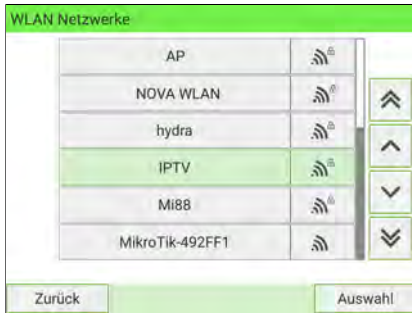 WLAN Netzwerke
AP
NOVA WLAN
hydra
IPTV
Mi88
MikroTik-492FF1
Zurück
Auswahl